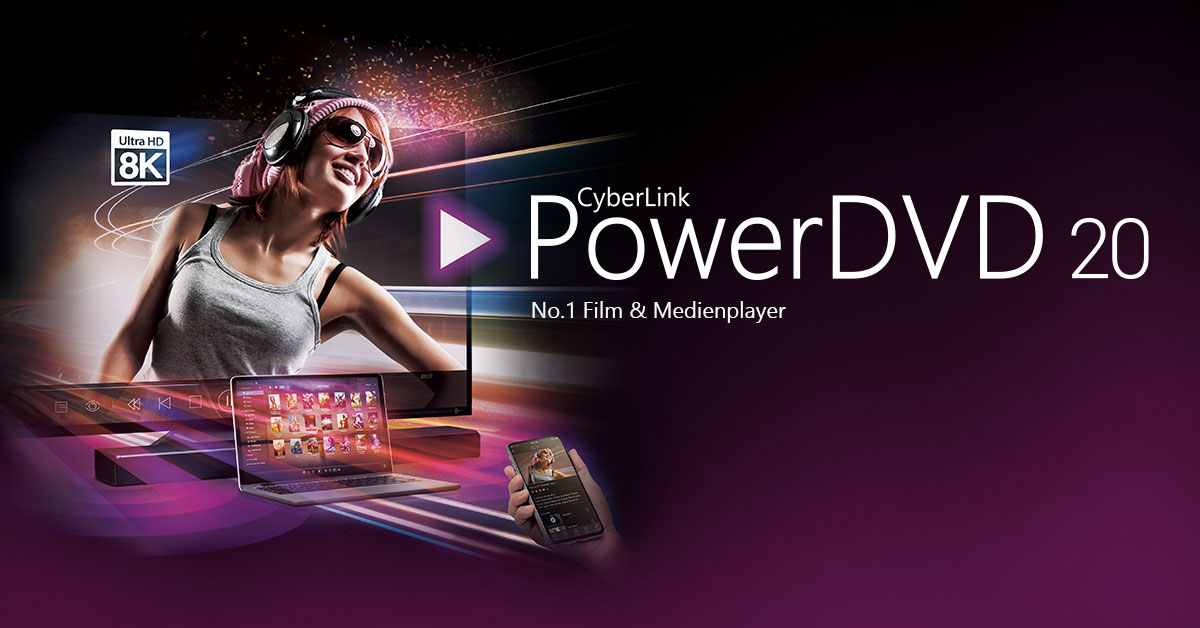 Ultra HD
8K
CyberLink
PowerDVD 20
No.1 Film & Medienplayer